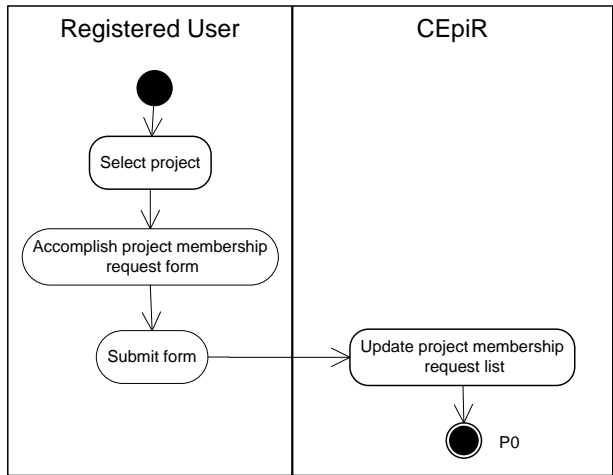 Registered User
CEpiR
Select project
Accomplish project membership
request form
Submit form
Update project membership
request list
P0